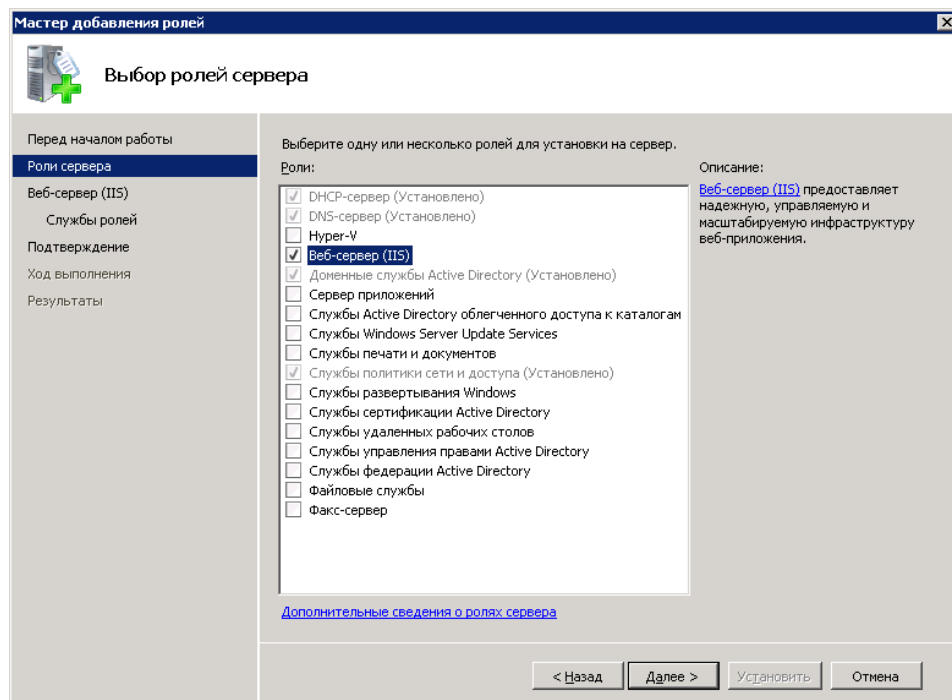 Мастер добавления ролей
Выбор ролей сервера
Перед началом работы
Роли сервера
Веб-сервер (IIS)
Службы ролей
Подтверждение
Ход выполнения
Результаты
Выберите одну или несколько ролей для установки на сервер.
Роли:
DHCP-сервер (Установлено)
DNS-сервер (Установлено)
Hyper-V
Веб-сервер (IIS)
Доменные службы Active Directory (Установлено)
Сервер приложений
Службы Active Directory облегченного доступа к каталогам
Службы Windows Server Update Services
Службы печати и документов
Службы политики сети и доступа (Установлено)
Службы развертывания Windows
Службы сертификации Active Directory
Службы удаленных рабочих столов
Службы управления правами Active Directory
Службы федерации Active Directory
Файловые службы
Факс-сервер
Дополнительные сведения о ролях сервера
Описание:
Веб-сервер (IIS) предоставляет
надежную, управляемую и
масштабируемую инфраструктуру
веб-приложения.
< Назад
Далее >
Установить
Отмена